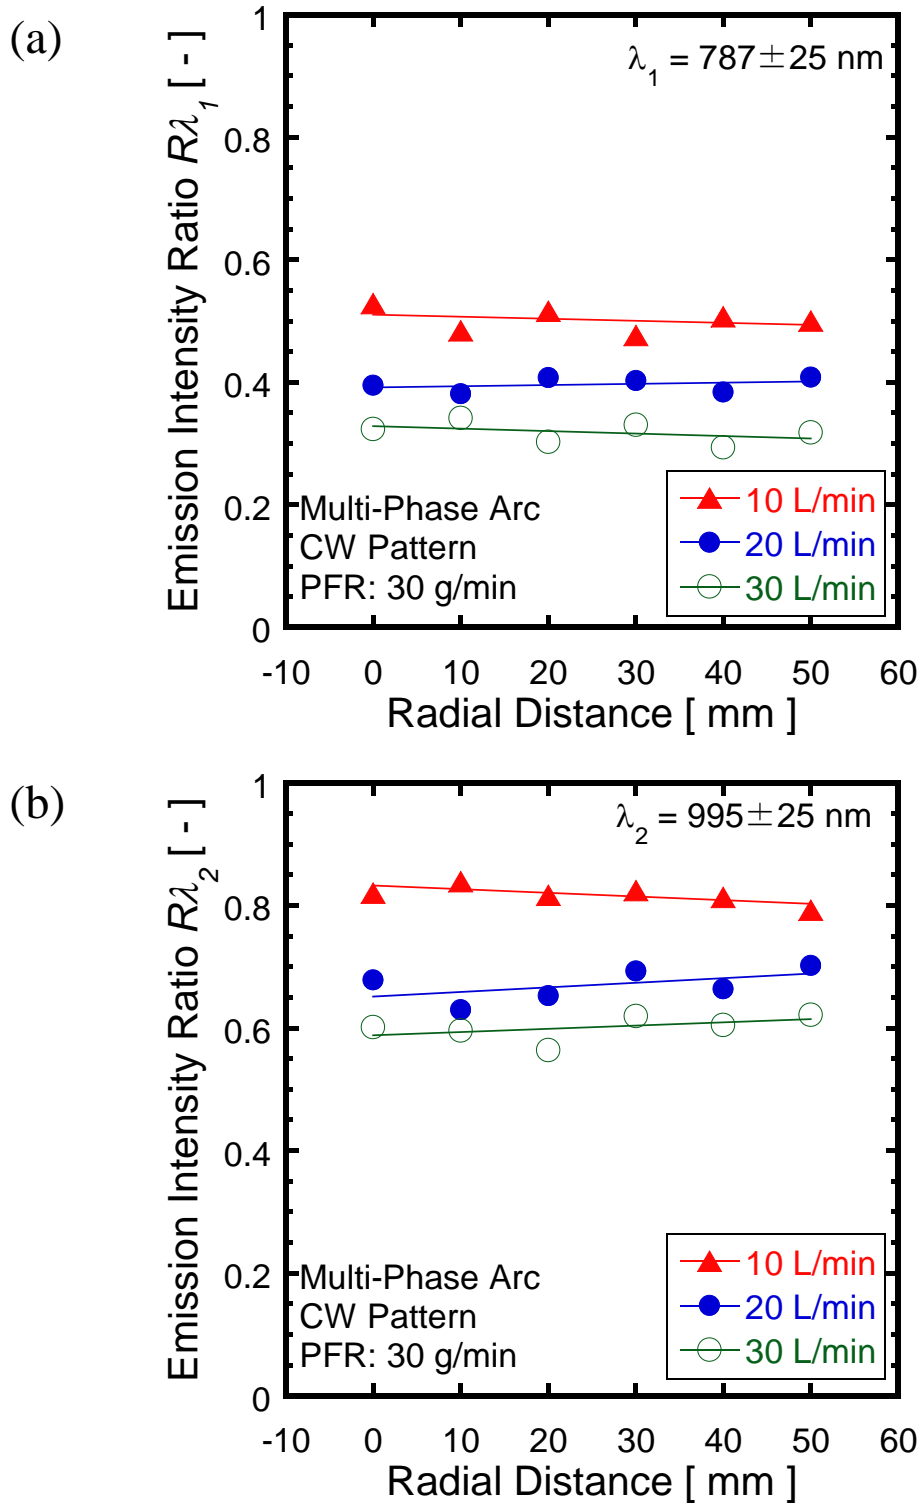 (a)
Emission Intensity Ratio Rλ₁ [ - ]
1
0.8
0.6
0.4
0.2
0
λ₁ = 787±25 nm
Multi-Phase Arc
CW Pattern
PFR: 30 g/min
10 L/min
20 L/min
30 L/min
-10 0 10 20 30 40 50 60
Radial Distance [ mm ]
(b)
Emission Intensity Ratio Rλ₂ [ - ]
1
0.8
0.6
0.4
0.2
0
λ₂ = 995±25 nm
Multi-Phase Arc
CW Pattern
PFR: 30 g/min
10 L/min
20 L/min
30 L/min
-10 0 10 20 30 40 50 60
Radial Distance [ mm ]